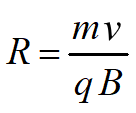 R = mv / qB